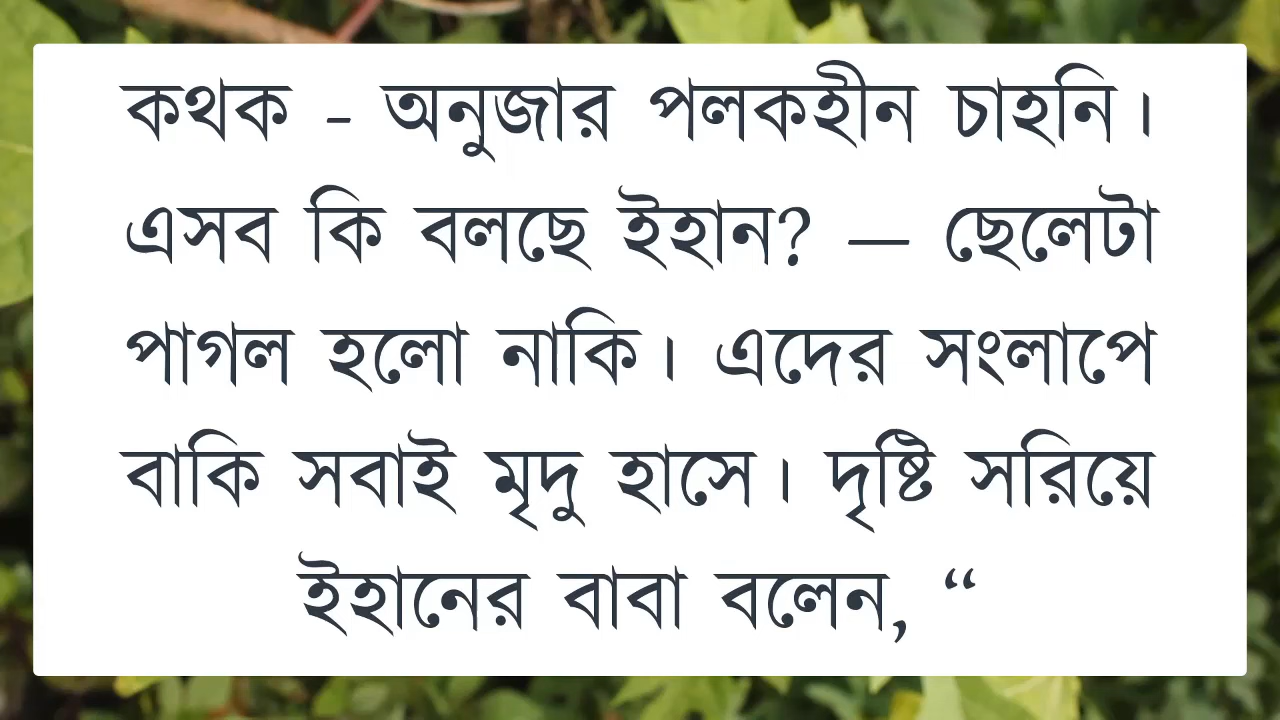 কথক - অনুজার পলকহীন চাহনি।
এসব কি বলছে ইহান? — ছেলেটা
পাগল হলো নাকি। এদের সংলাপে
বাকি সবাই মৃদু হাসে। দৃষ্টি সরিয়ে
ইহানের বাবা বলেন, “